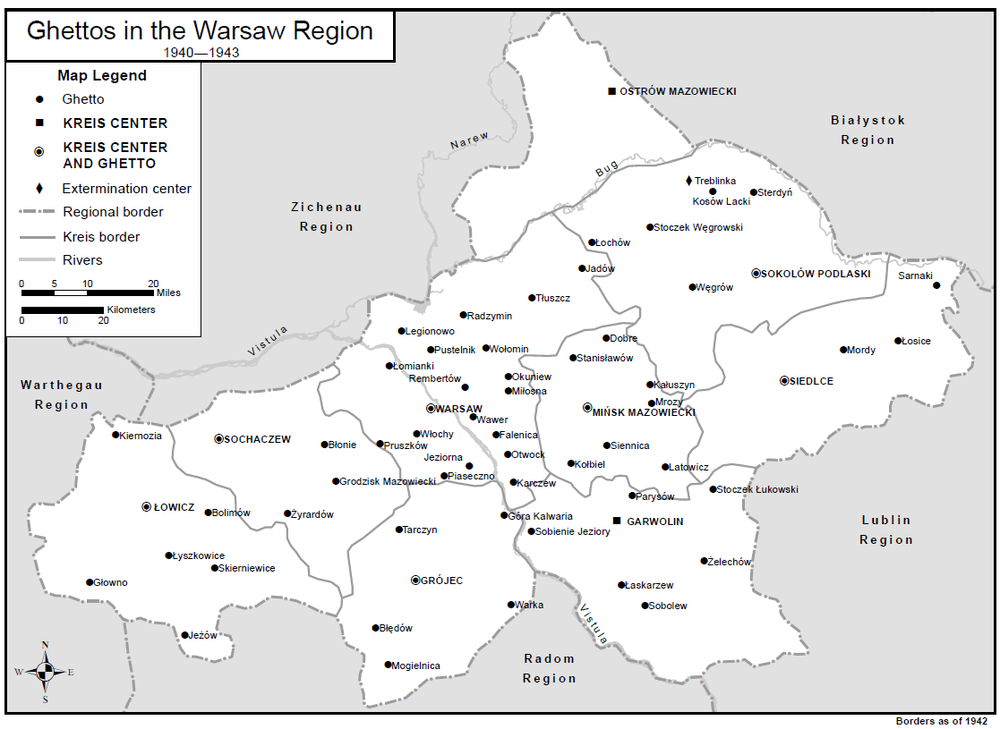 Ghettos in the Warsaw Region
1940—1943
Map Legend
Ghetto
KREIS CENTER
KREIS CENTER
AND GHETTO
Extermination center
Regional border
Kreis border
Rivers
0 5 10 20
Miles
Kilometers
0 10 20
OSTRÓW MAZOWIECKI
Białystok
Region
Narew
Bug
Treblinka
Kosów Lacki
Sterdyń
Zichenau
Region
Stoczek Węgrowski
Łochów
Jadów
SOKOLÓW PODLASKI
Sarnaki
Węgrów
Tłuszcz
Radzymin
Legionowo
Vistula
Pustelnik
Wołomin
Dobre
Łosice
Mordy
Stanisławów
Łomianki
Rembertów
Okuniew
Miłosna
Kałuszyn
SIEDLCE
Warthegau
Region
Mrozy
WARSAW
MIŃSK MAZOWIECKI
Wawer
Kiernozia
SOCHACZEW
Błonie
Pruszków
Włochy
Falenica
Siennica
Jeziorna
Otwock
Kołbiel
Latowicz
Grodzisk Mazowiecki
Piaseczno
Karczew
Stoczek Łukowski
Parysów
ŁOWICZ
Bolimów
Żyrardów
Góra Kalwaria
GARWOLIN
Lublin
Region
Tarczyn
Sobienie Jeziory
Łyszkowice
Skierniewice
Żelechów
Głowno
GRÓJEC
Łaskarzew
Warka
Sobolew
Vistula
Jeżów
Błędów
Mogielnica
Radom
Region
N
W E
S
Borders as of 1942